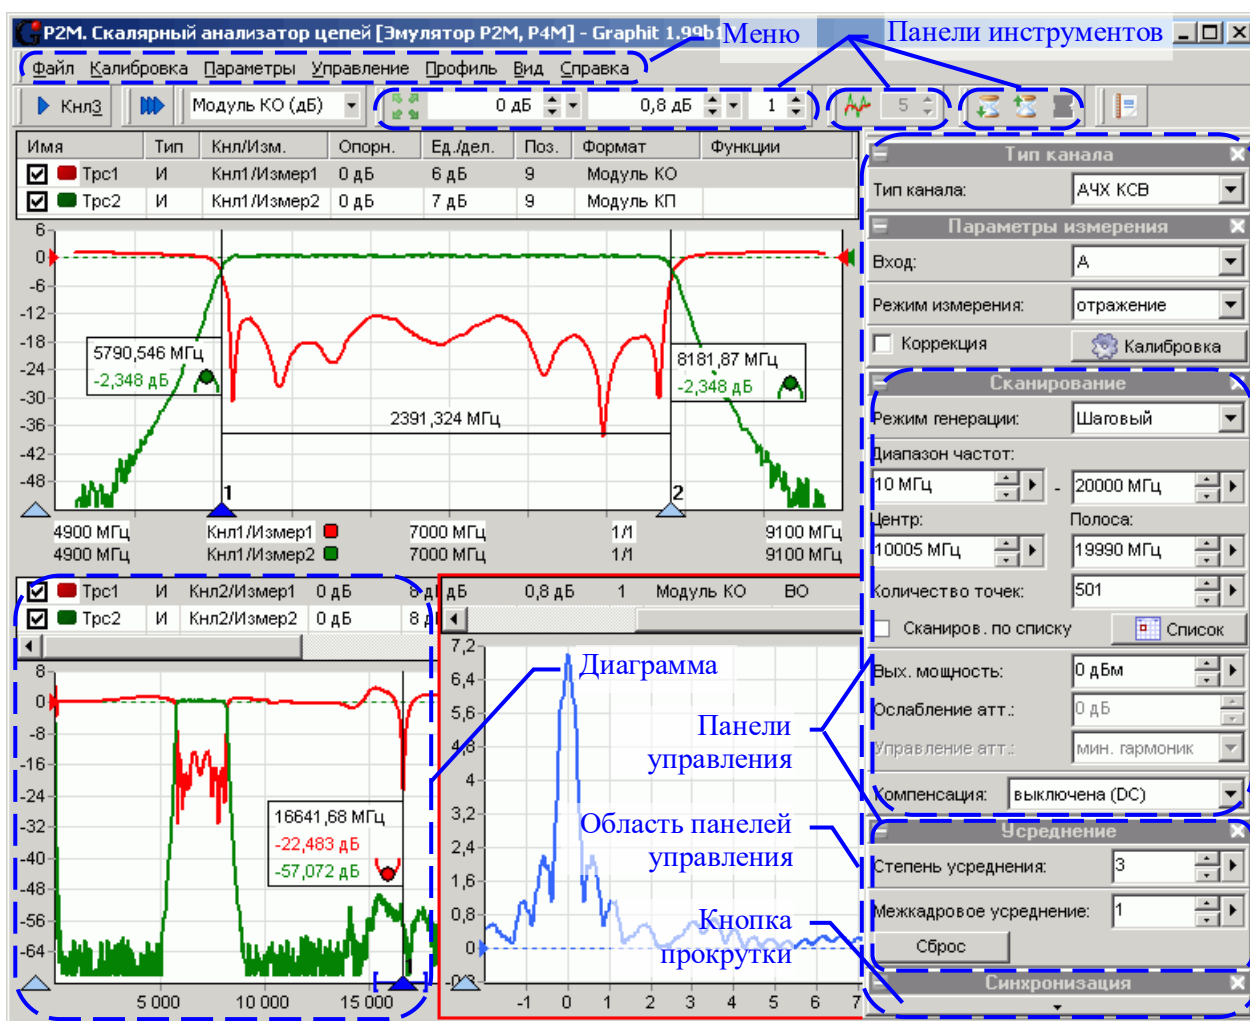 P2M. Скалярный анализатор цепей [Эмулятор P2M, P4M] - Graphit 1.99b1
Меню
Панели инструментов
Файл Калибровка Параметры Управление Профиль Вид Справка
Кнл3
Модуль КО (дБ)
0 дБ
0,8 дБ
1
5
Имя Тип Кнл/Изм. Опорн. Ед./дел. Поз. Формат Функции
Трс1 И Кнл1/Измер1 0 дБ 6 дБ 9 Модуль КО
Трс2 И Кнл1/Измер2 0 дБ 7 дБ 9 Модуль КП
6
0
-6
-12
-18
-24
-30
-36
-42
-48
5790,546 МГц
-2,348 дБ
8181,87 МГц
-2,348 дБ
2391,324 МГц
1
2
4900 МГц Кнл1/Измер1 7000 МГц 1/1 9100 МГц
4900 МГц Кнл1/Измер2 7000 МГц 1/1 9100 МГц
Трс1 И Кнл2/Измер1 0 дБ 8 д
Трс2 И Кнл2/Измер2 0 дБ 8 д
8
0
-8
-16
-24
-32
-40
-48
-56
-64
16641,68 МГц
-22,483 дБ
-57,072 дБ
1
5 000
10 000
15 000
дБ 0,8 дБ 1 Модуль КО ВО
7,2
6,4
5,6
4,8
4
3,2
2,4
1,6
0,8
0
-0,8
-1 0 1 2 3 4 5 6 7
Диаграмма
Панели
управления
Область панелей
управления
Кнопка
прокрутки
Тип канала
Тип канала: АЧХ КСВ
Параметры измерения
Вход: A
Режим измерения: отражение
Коррекция Калибровка
Сканирование
Режим генерации: Шаговый
Диапазон частот:
10 МГц - 20000 МГц
Центр: Полоса:
10005 МГц 19990 МГц
Количество точек: 501
Сканиров. по списку Список
Вых. мощность: 0 дБм
Ослабление атт.: 0 дБ
Управление атт.: мин. гармоник
Компенсация: выключена (DC)
Усреднение
Степень усреднения: 3
Межкадровое усреднение: 1
Сброс
Синхронизация